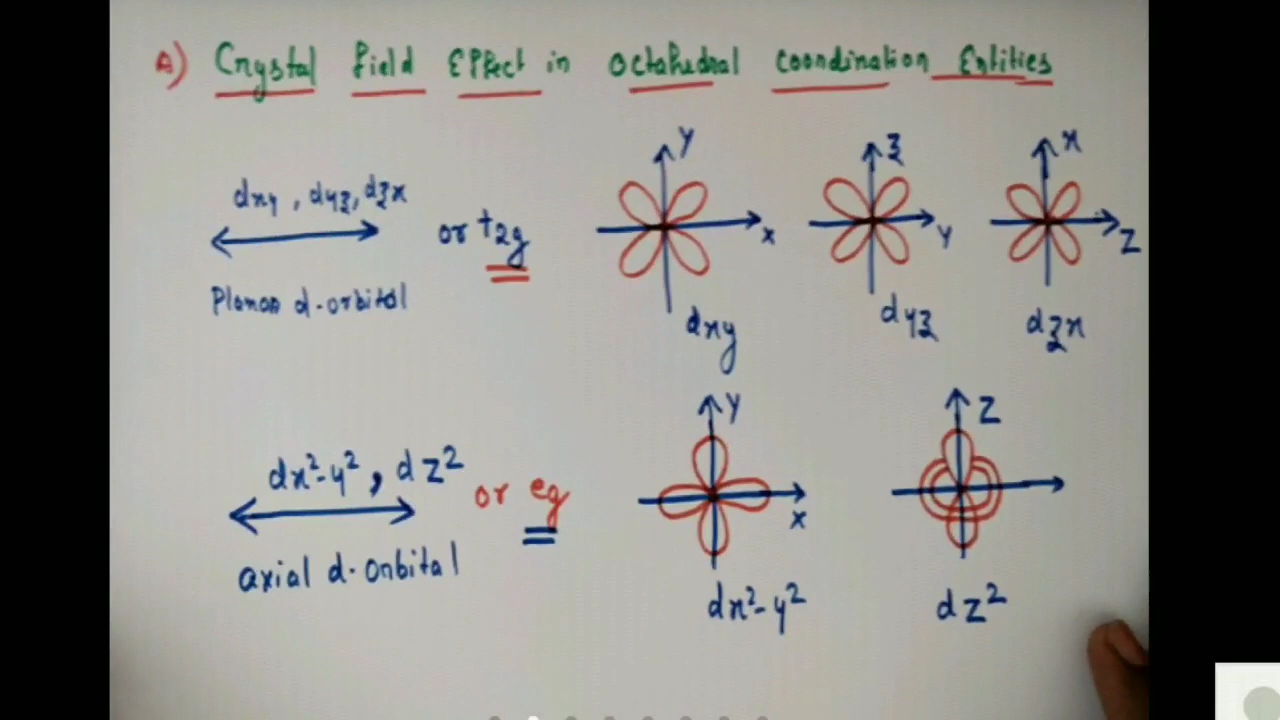 A) Crystal field Effect in octahedral coordination Entities
dxy, dyz, dzx
or t2g
Planar d-orbital
Y
x
dxy
z
Y
dyz
x
Z
dzx
dx²-y², dz²
or eg
axial d-orbital
Y
x
dx²-y²
Z
dz²